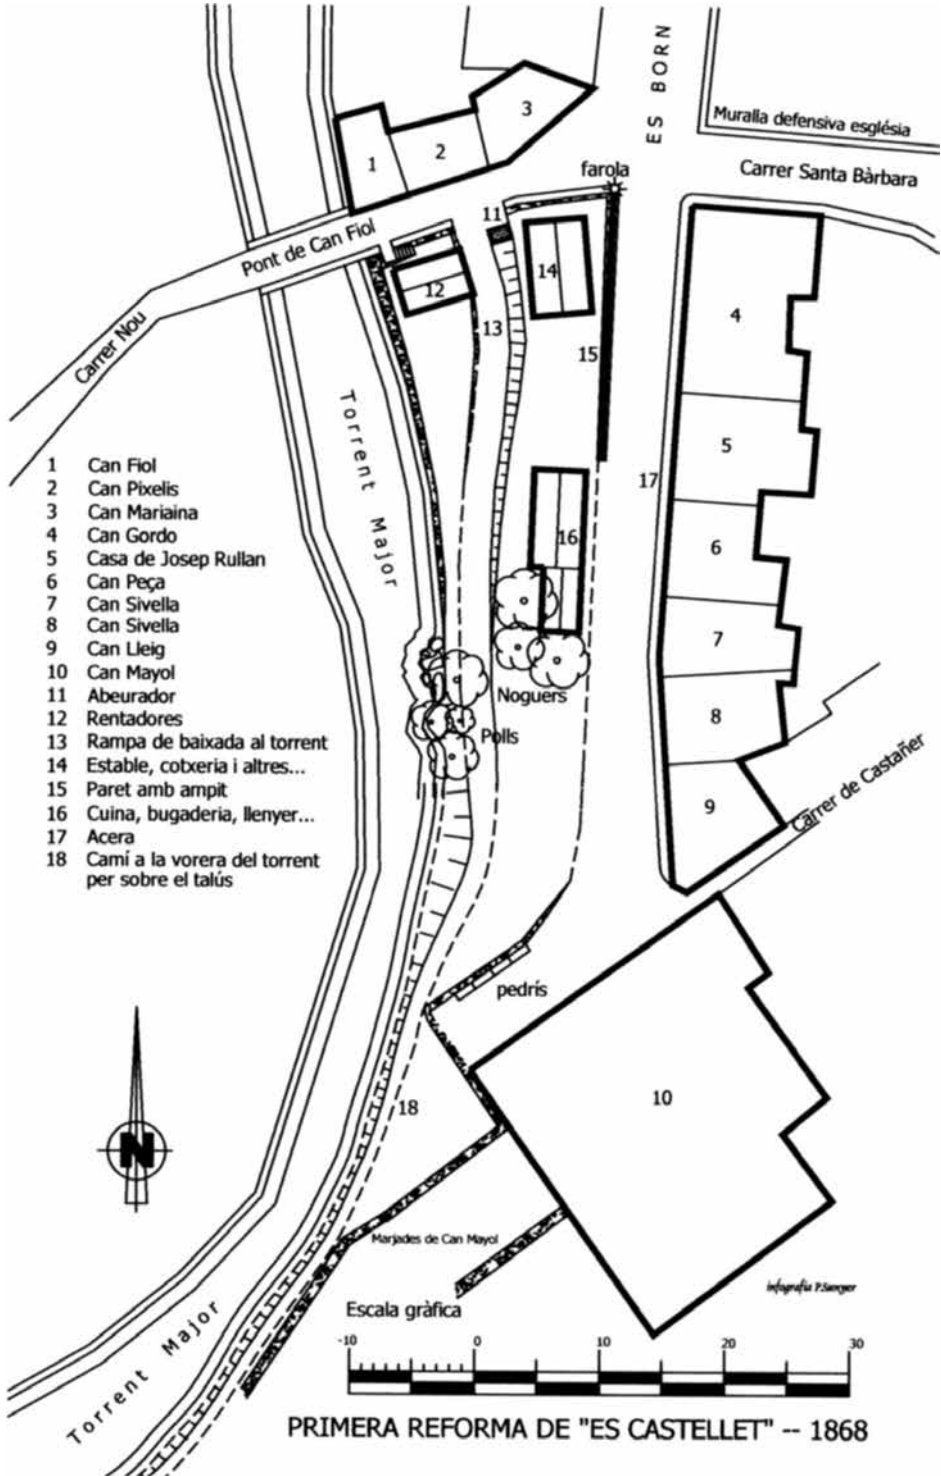 ES BORN
Muralla defensiva església
Carrer Santa Bàrbara
farola
3
2
1
11
Pont de Can Fiol
14
12
13
15
4
Carrer Nou
Torrent Major
5
17
16
6
7
8
9
Noguers
Polls
Carrer de Castañer
1 Can Fiol
2 Can Pixelis
3 Can Mariaina
4 Can Gordo
5 Casa de Josep Rullan
6 Can Peça
7 Can Sivella
8 Can Sivella
9 Can Lleig
10 Can Mayol
11 Abeurador
12 Rentadores
13 Rampa de baixada al torrent
14 Estable, cotxeria i altres...
15 Paret amb ampit
16 Cuina, bugaderia, llenyer...
17 Acera
18 Camí a la vorera del torrent
per sobre el talús
pedrís
10
18
N
Marjades de Can Mayol
infografia P.Sampер
Escala gràfica
Torrent Major
-10 0 10 20 30
PRIMERA REFORMA DE "ES CASTELLET" -- 1868